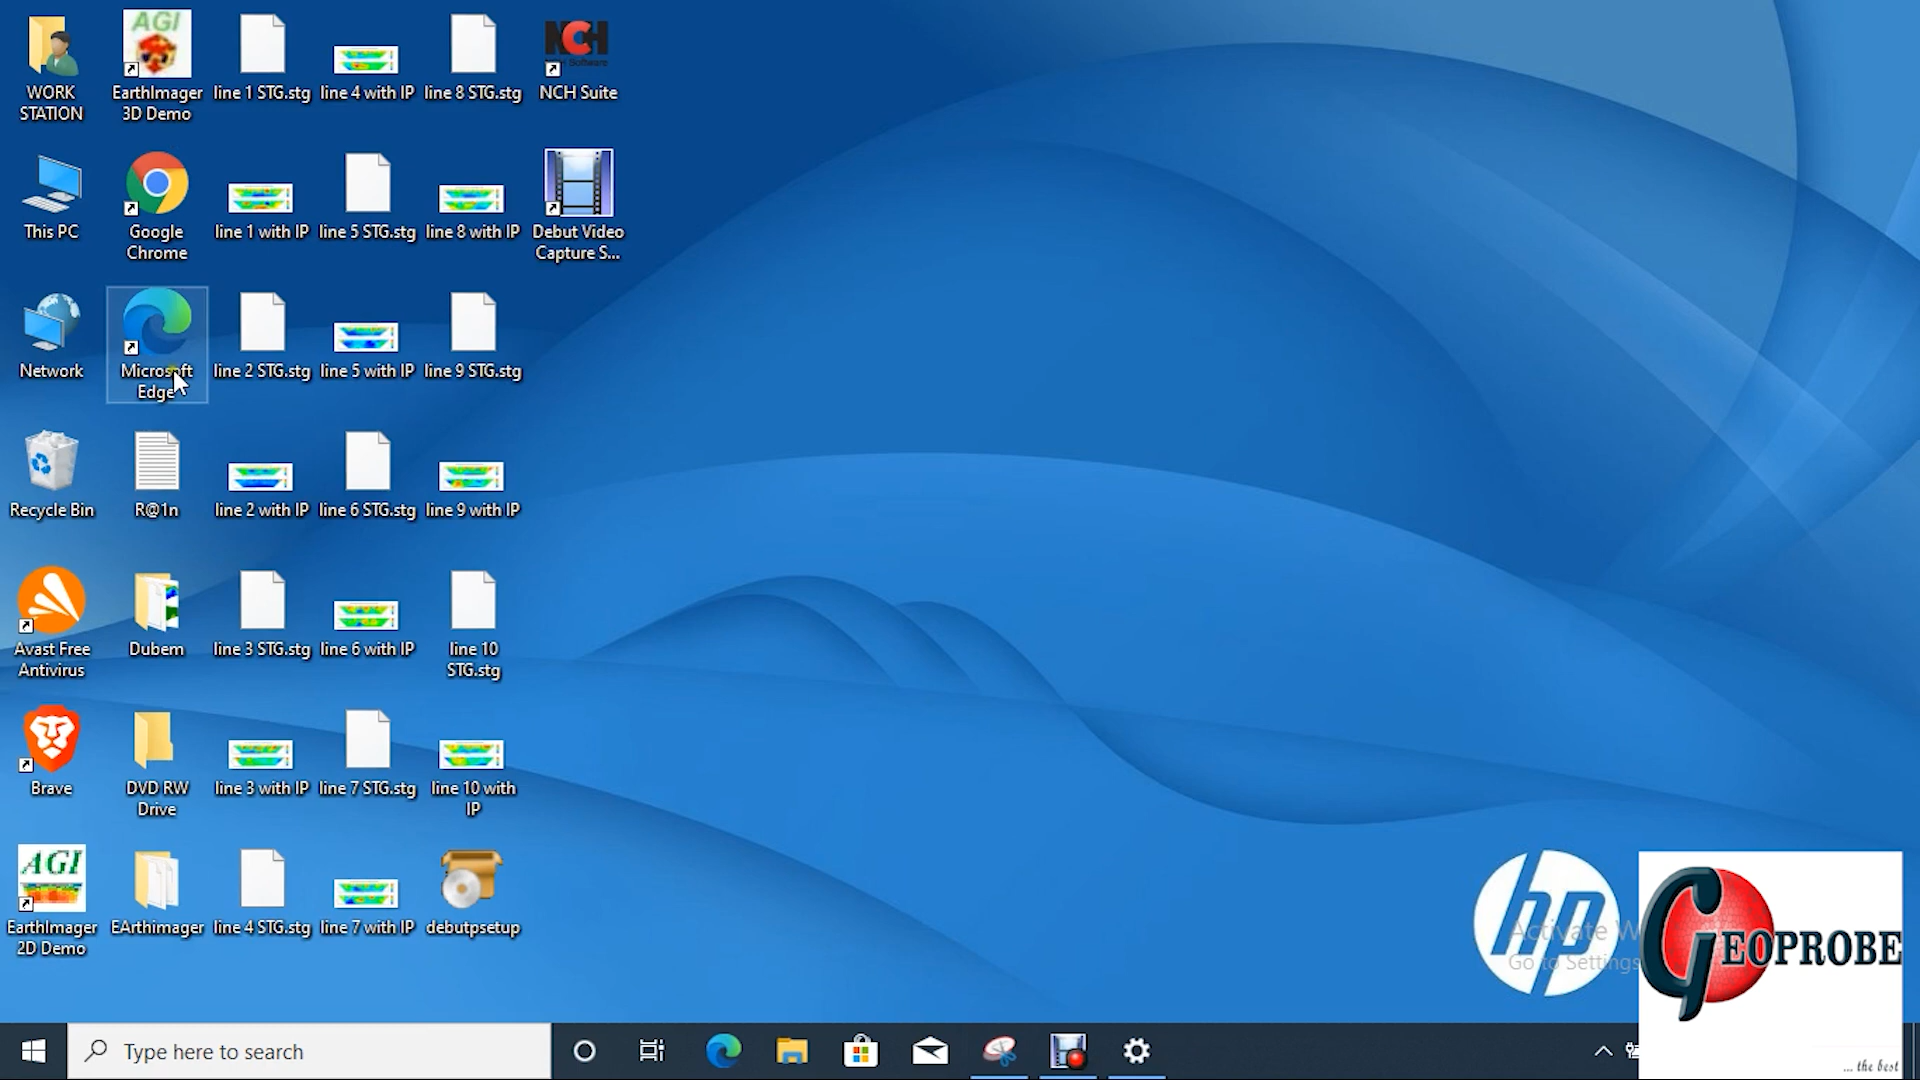 WORK
STATION
AGI
EarthImager
3D Demo
line 1 STG.stg
line 4 with IP
line 8 STG.stg
NCH
NCH Suite
This PC
Google
Chrome
line 1 with IP
line 5 STG.stg
line 8 with IP
Debut Video
Capture S...
Network
Microsoft
Edge
line 2 STG.stg
line 5 with IP
line 9 STG.stg
Recycle Bin
R@1n
line 2 with IP
line 6 STG.stg
line 9 with IP
Avast Free
Antivirus
Dubem
line 3 STG.stg
line 6 with IP
line 10
STG.stg
Brave
DVD RW
Drive
line 3 with IP
line 7 STG.stg
line 10 with
IP
AGI
EarthImager
2D Demo
EArthimager
line 4 STG.stg
line 7 with IP
debutpsetup
hp
Activate W
Go to Settings
GEOPROBE
... the best
Type here to search